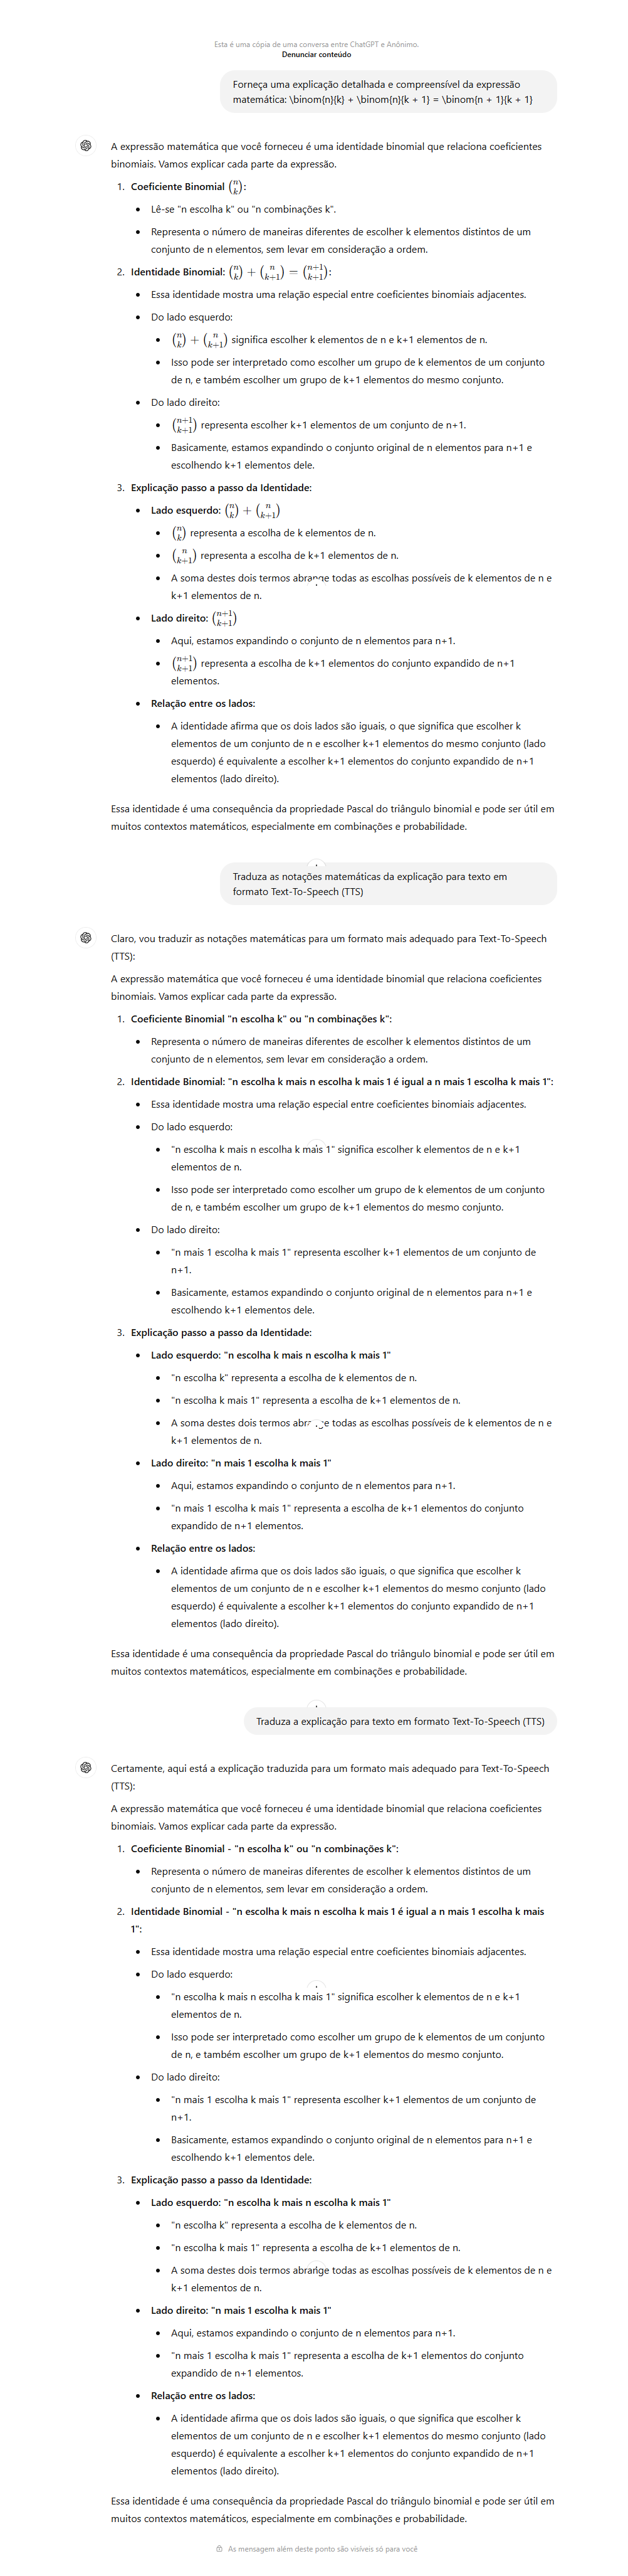 Esta é uma cópia de uma conversa entre ChatGPT e Anônimo.
Denunciar conteúdo
Forneça uma explicação detalhada e compreensível da expressão
matemática: \binom{n}{k} + \binom{n}{k + 1} = \binom{n + 1}{k + 1}
A expressão matemática que você forneceu é uma identidade binomial que relaciona coeficientes
binomiais. Vamos explicar cada parte da expressão.
1. Coeficiente Binomial (n k):
• Lê-se "n escolha k" ou "n combinações k".
• Representa o número de maneiras diferentes de escolher k elementos distintos de um
conjunto de n elementos, sem levar em consideração a ordem.
2. Identidade Binomial: (n k) + (n k+1) = (n+1 k+1):
• Essa identidade mostra uma relação especial entre coeficientes binomiais adjacentes.
• Do lado esquerdo:
• (n k) + (n k+1) significa escolher k elementos de n e k+1 elementos de n.
• Isso pode ser interpretado como escolher um grupo de k elementos de um conjunto
de n, e também escolher um grupo de k+1 elementos do mesmo conjunto.
• Do lado direito:
• (n+1 k+1) representa escolher k+1 elementos de um conjunto de n+1.
• Basicamente, estamos expandindo o conjunto original de n elementos para n+1 e
escolhendo k+1 elementos dele.
3. Explicação passo a passo da Identidade:
• Lado esquerdo: (n k) + (n k+1)
• (n k) representa a escolha de k elementos de n.
• (n k+1) representa a escolha de k+1 elementos de n.
• A soma destes dois termos abrange todas as escolhas possíveis de k elementos de n e
k+1 elementos de n.
• Lado direito: (n+1 k+1)
• Aqui, estamos expandindo o conjunto de n elementos para n+1.
• (n+1 k+1) representa a escolha de k+1 elementos do conjunto expandido de n+1
elementos.
• Relação entre os lados:
• A identidade afirma que os dois lados são iguais, o que significa que escolher k
elementos de um conjunto de n e escolher k+1 elementos do mesmo conjunto (lado
esquerdo) é equivalente a escolher k+1 elementos do conjunto expandido de n+1
elementos (lado direito).
Essa identidade é uma consequência da propriedade Pascal do triângulo binomial e pode ser útil em
muitos contextos matemáticos, especialmente em combinações e probabilidade.
Traduza as notações matemáticas da explicação para texto em
formato Text-To-Speech (TTS)
Claro, vou traduzir as notações matemáticas para um formato mais adequado para Text-To-Speech
(TTS):
A expressão matemática que você forneceu é uma identidade binomial que relaciona coeficientes
binomiais. Vamos explicar cada parte da expressão.
1. Coeficiente Binomial "n escolha k" ou "n combinações k":
• Representa o número de maneiras diferentes de escolher k elementos distintos de um
conjunto de n elementos, sem levar em consideração a ordem.
2. Identidade Binomial: "n escolha k mais n escolha k mais 1 é igual a n mais 1 escolha k mais 1":
• Essa identidade mostra uma relação especial entre coeficientes binomiais adjacentes.
• Do lado esquerdo:
• "n escolha k mais n escolha k mais 1" significa escolher k elementos de n e k+1
elementos de n.
• Isso pode ser interpretado como escolher um grupo de k elementos de um conjunto
de n, e também escolher um grupo de k+1 elementos do mesmo conjunto.
• Do lado direito:
• "n mais 1 escolha k mais 1" representa escolher k+1 elementos de um conjunto de
n+1.
• Basicamente, estamos expandindo o conjunto original de n elementos para n+1 e
escolhendo k+1 elementos dele.
3. Explicação passo a passo da Identidade:
• Lado esquerdo: "n escolha k mais n escolha k mais 1"
• "n escolha k" representa a escolha de k elementos de n.
• "n escolha k mais 1" representa a escolha de k+1 elementos de n.
• A soma destes dois termos abrange todas as escolhas possíveis de k elementos de n e
k+1 elementos de n.
• Lado direito: "n mais 1 escolha k mais 1"
• Aqui, estamos expandindo o conjunto de n elementos para n+1.
• "n mais 1 escolha k mais 1" representa a escolha de k+1 elementos do conjunto
expandido de n+1 elementos.
• Relação entre os lados:
• A identidade afirma que os dois lados são iguais, o que significa que escolher k
elementos de um conjunto de n e escolher k+1 elementos do mesmo conjunto (lado
esquerdo) é equivalente a escolher k+1 elementos do conjunto expandido de n+1
elementos (lado direito).
Essa identidade é uma consequência da propriedade Pascal do triângulo binomial e pode ser útil em
muitos contextos matemáticos, especialmente em combinações e probabilidade.
Traduza a explicação para texto em formato Text-To-Speech (TTS)
Certamente, aqui está a explicação traduzida para um formato mais adequado para Text-To-Speech
(TTS):
A expressão matemática que você forneceu é uma identidade binomial que relaciona coeficientes
binomiais. Vamos explicar cada parte da expressão.
1. Coeficiente Binomial - "n escolha k" ou "n combinações k":
• Representa o número de maneiras diferentes de escolher k elementos distintos de um
conjunto de n elementos, sem levar em consideração a ordem.
2. Identidade Binomial - "n escolha k mais n escolha k mais 1 é igual a n mais 1 escolha k mais
1":
• Essa identidade mostra uma relação especial entre coeficientes binomiais adjacentes.
• Do lado esquerdo:
• "n escolha k mais n escolha k mais 1" significa escolher k elementos de n e k+1
elementos de n.
• Isso pode ser interpretado como escolher um grupo de k elementos de um conjunto
de n, e também escolher um grupo de k+1 elementos do mesmo conjunto.
• Do lado direito:
• "n mais 1 escolha k mais 1" representa escolher k+1 elementos de um conjunto de
n+1.
• Basicamente, estamos expandindo o conjunto original de n elementos para n+1 e
escolhendo k+1 elementos dele.
3. Explicação passo a passo da Identidade:
• Lado esquerdo: "n escolha k mais n escolha k mais 1"
• "n escolha k" representa a escolha de k elementos de n.
• "n escolha k mais 1" representa a escolha de k+1 elementos de n.
• A soma destes dois termos abrange todas as escolhas possíveis de k elementos de n e
k+1 elementos de n.
• Lado direito: "n mais 1 escolha k mais 1"
• Aqui, estamos expandindo o conjunto de n elementos para n+1.
• "n mais 1 escolha k mais 1" representa a escolha de k+1 elementos do conjunto
expandido de n+1 elementos.
• Relação entre os lados:
• A identidade afirma que os dois lados são iguais, o que significa que escolher k
elementos de um conjunto de n e escolher k+1 elementos do mesmo conjunto (lado
esquerdo) é equivalente a escolher k+1 elementos do conjunto expandido de n+1
elementos (lado direito).
Essa identidade é uma consequência da propriedade Pascal do triângulo binomial e pode ser útil em
muitos contextos matemáticos, especialmente em combinações e probabilidade.
As mensagem além deste ponto são visíveis só para você